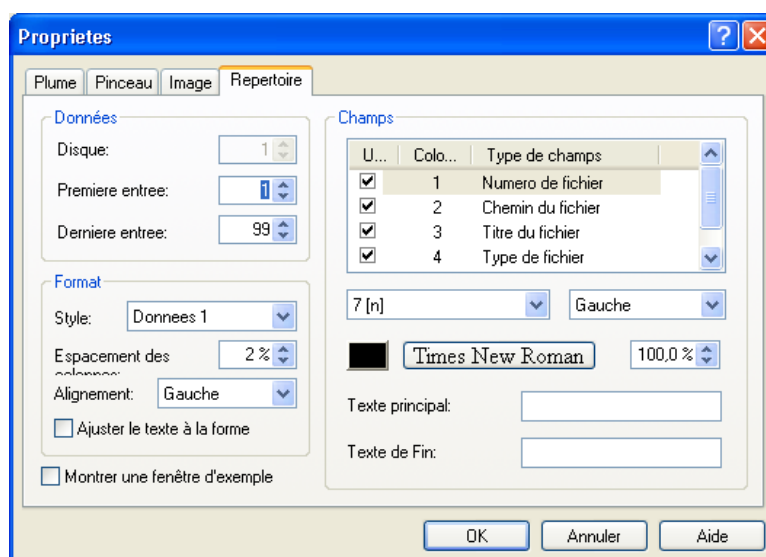 Proprietes
Plume Pinceau Image Repertoire
Données
Disque: 1
Premiere entree: 1
Derniere entree: 99
Format
Style: Donnees 1
Espacement des
colonnes: 2 %
Alignement: Gauche
Ajuster le texte à la forme
Montrer une fenêtre d'exemple
Champs
U... Colo... Type de champs
1 Numero de fichier
2 Chemin du fichier
3 Titre du fichier
4 Type de fichier
7 [n] Gauche
Times New Roman 100,0 %
Texte principal:
Texte de Fin:
OK Annuler Aide